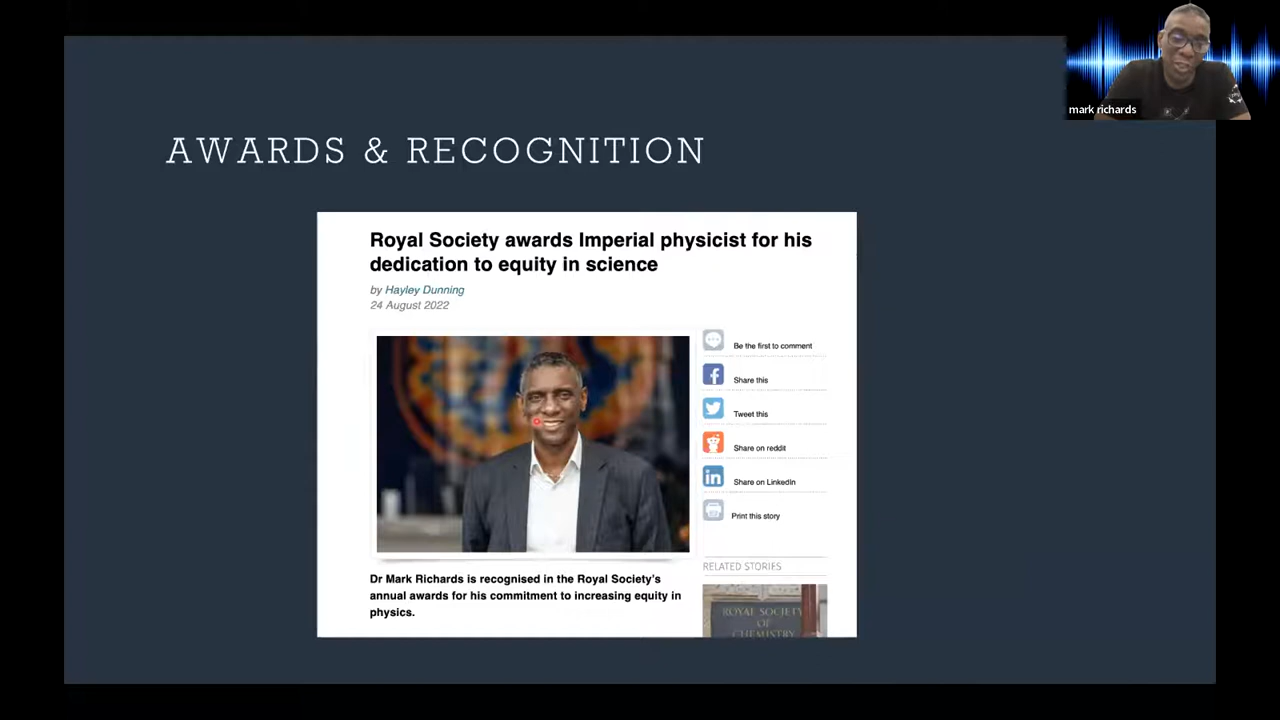 mark richards
AWARDS & RECOGNITION
Royal Society awards Imperial physicist for his
dedication to equity in science
by Hayley Dunning
24 August 2022
Be the first to comment
Share this
Tweet this
Share on reddit
Share on LinkedIn
Print this story
RELATED STORIES
ROYAL SOCIETY
OF
CHEMISTRY
Dr Mark Richards is recognised in the Royal Society's
annual awards for his commitment to increasing equity in
physics.